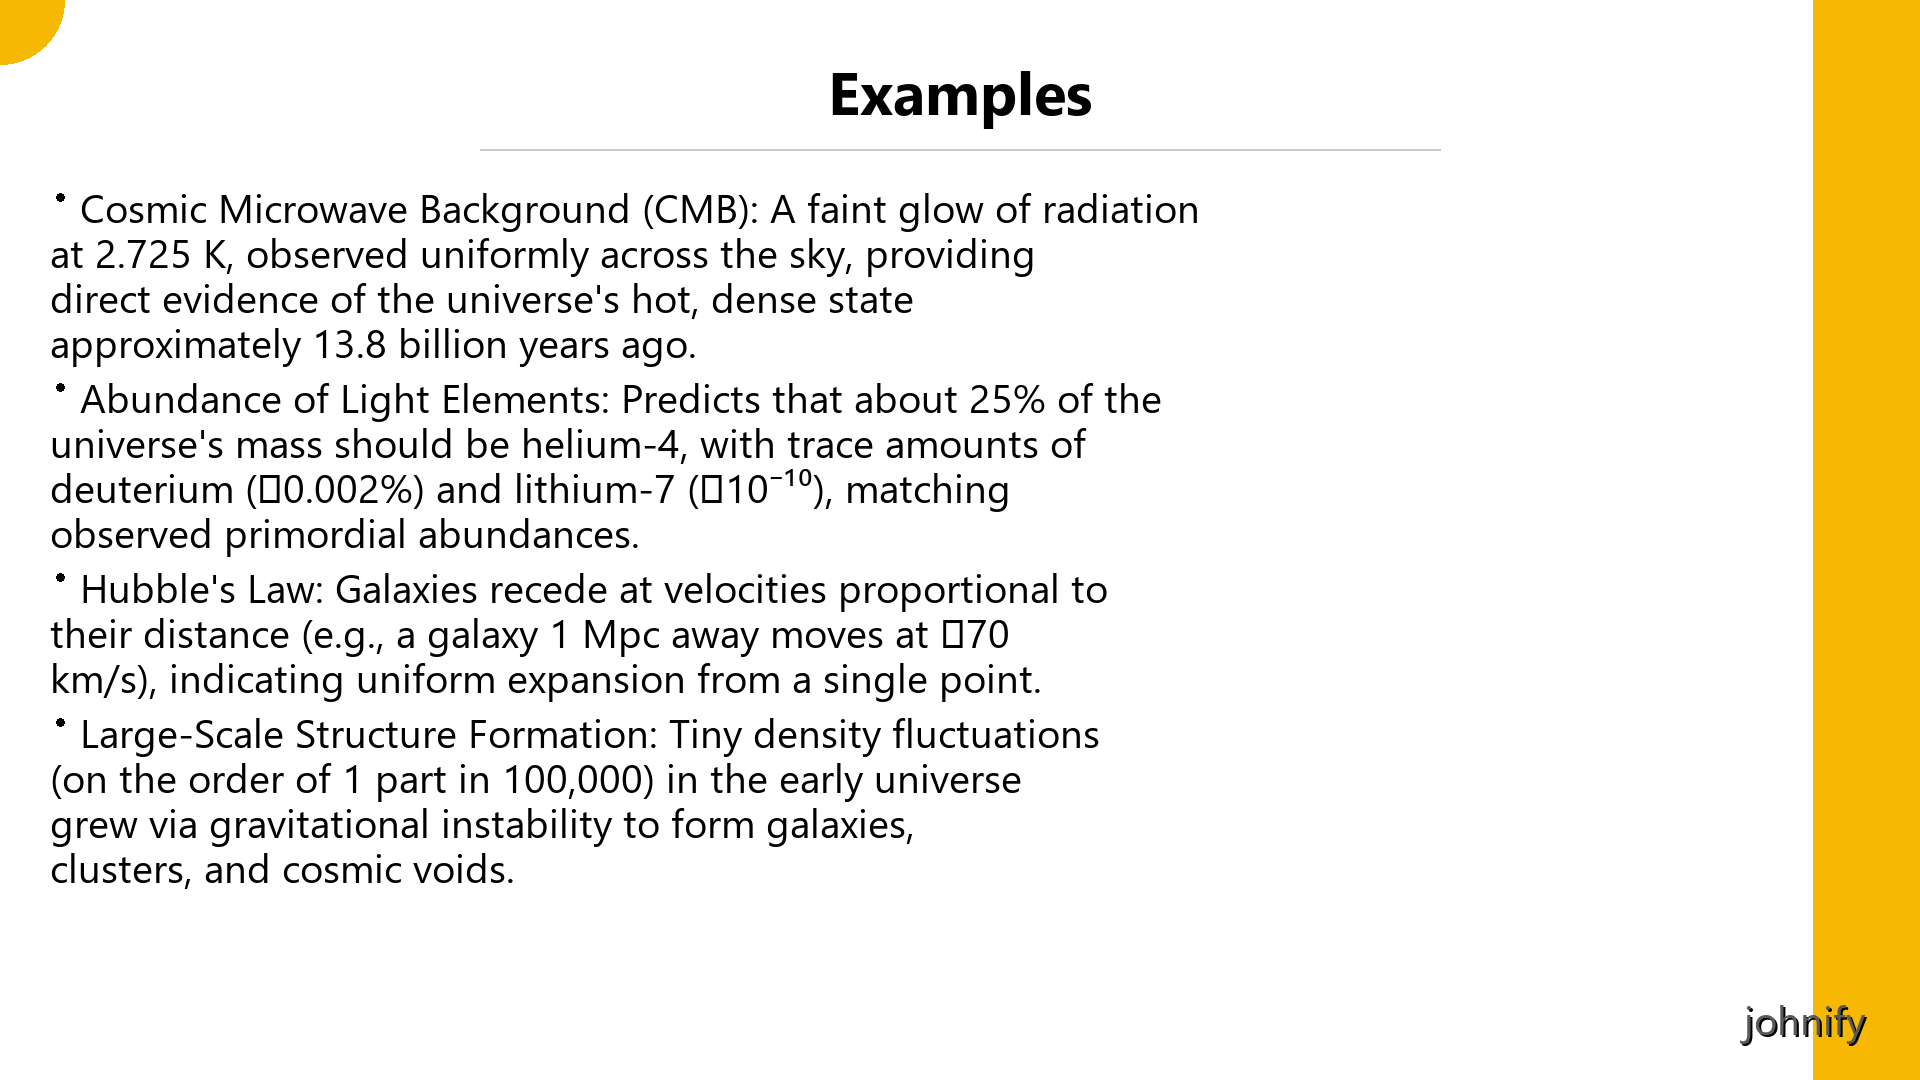 Examples
• Cosmic Microwave Background (CMB): A faint glow of radiation
at 2.725 K, observed uniformly across the sky, providing
direct evidence of the universe's hot, dense state
approximately 13.8 billion years ago.
• Abundance of Light Elements: Predicts that about 25% of the
universe's mass should be helium-4, with trace amounts of
deuterium (□0.002%) and lithium-7 (□10⁻¹⁰), matching
observed primordial abundances.
• Hubble's Law: Galaxies recede at velocities proportional to
their distance (e.g., a galaxy 1 Mpc away moves at □70
km/s), indicating uniform expansion from a single point.
• Large-Scale Structure Formation: Tiny density fluctuations
(on the order of 1 part in 100,000) in the early universe
grew via gravitational instability to form galaxies,
clusters, and cosmic voids.
johnify